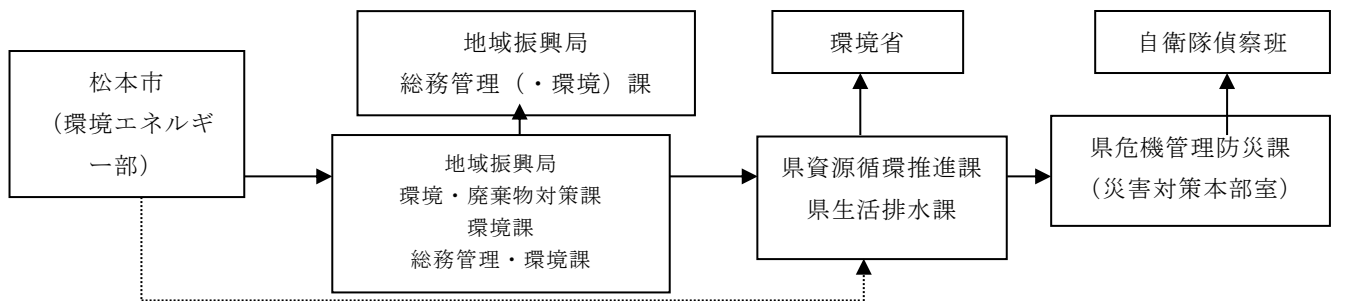 松本市
（環境エネルギ
ー部）
地域振興局
総務管理（・環境）課
地域振興局
環境・廃棄物対策課
環境課
総務管理・環境課
環境省
県資源循環推進課
県生活排水課
自衛隊偵察班
県危機管理防災課
（災害対策本部室）